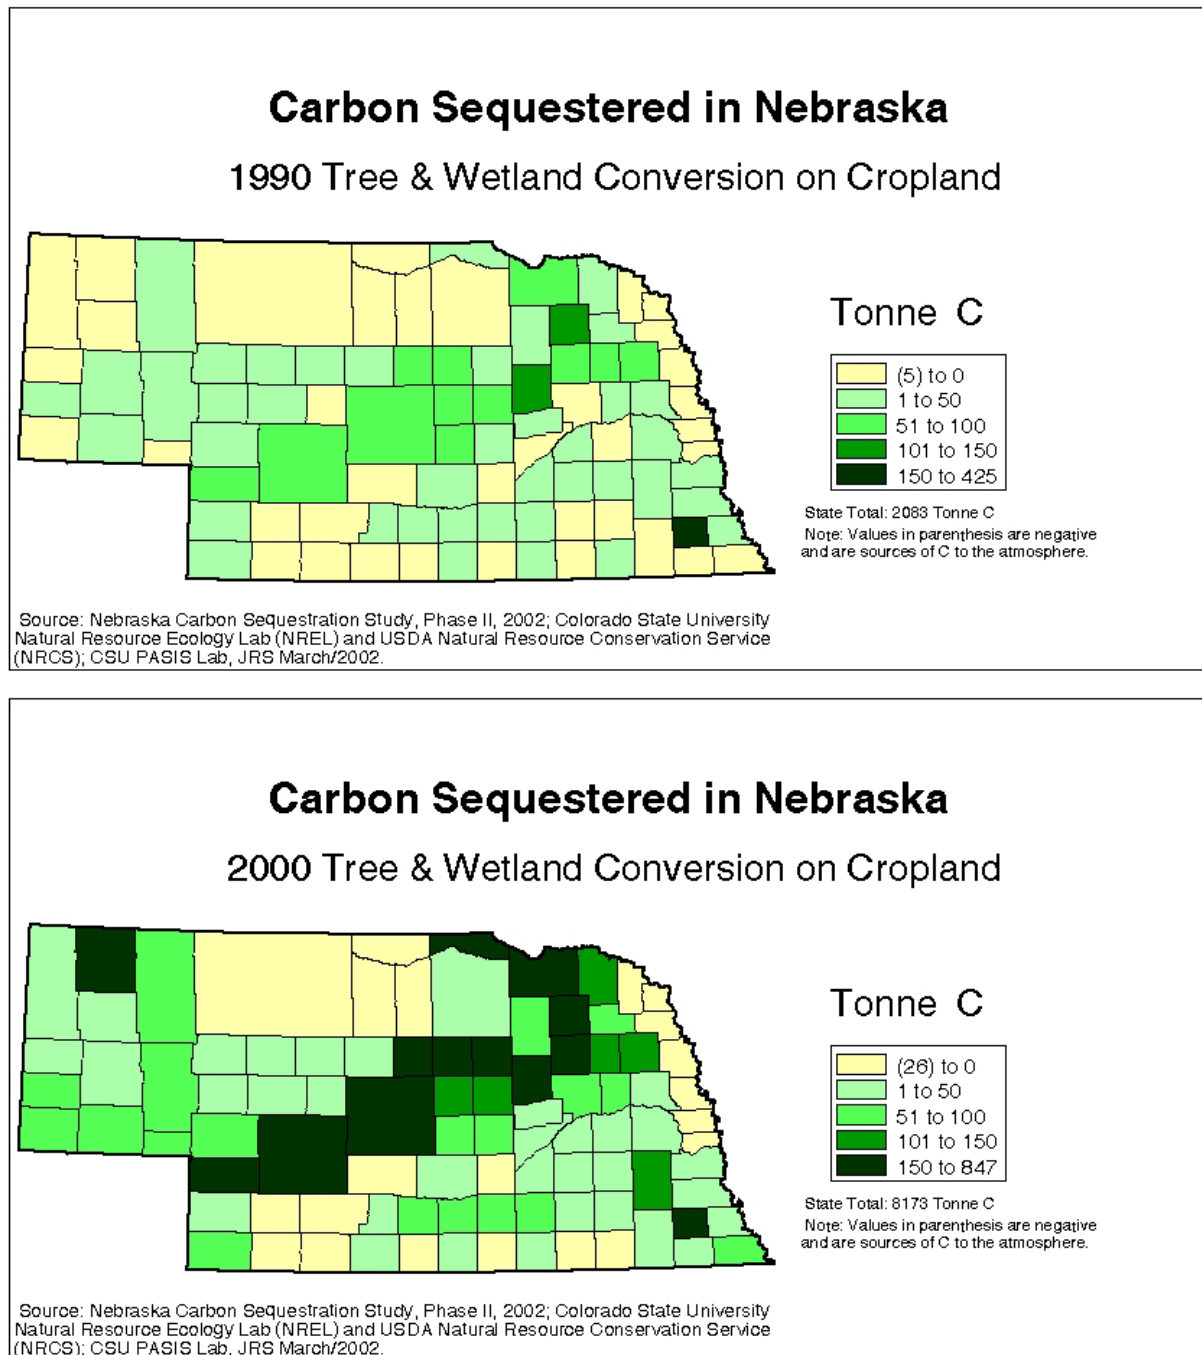 Carbon Sequestered in Nebraska
1990 Tree & Wetland Conversion on Cropland
Tonne C
(5) to 0
1 to 50
51 to 100
101 to 150
150 to 425
State Total: 2083 Tonne C
Note: Values in parenthesis are negative
and are sources of C to the atmosphere.
Source: Nebraska Carbon Sequestration Study, Phase II, 2002; Colorado State University
Natural Resource Ecology Lab (NREL) and USDA Natural Resource Conservation Service
(NRCS); CSU PASIS Lab, JRS March/2002.
Carbon Sequestered in Nebraska
2000 Tree & Wetland Conversion on Cropland
Tonne C
(26) to 0
1 to 50
51 to 100
101 to 150
150 to 847
State Total: 8173 Tonne C
Note: Values in parenthesis are negative
and are sources of C to the atmosphere.
Source: Nebraska Carbon Sequestration Study, Phase II, 2002; Colorado State University
Natural Resource Ecology Lab (NREL) and USDA Natural Resource Conservation Service
(NRCS); CSU PASIS Lab, JRS March/2002.